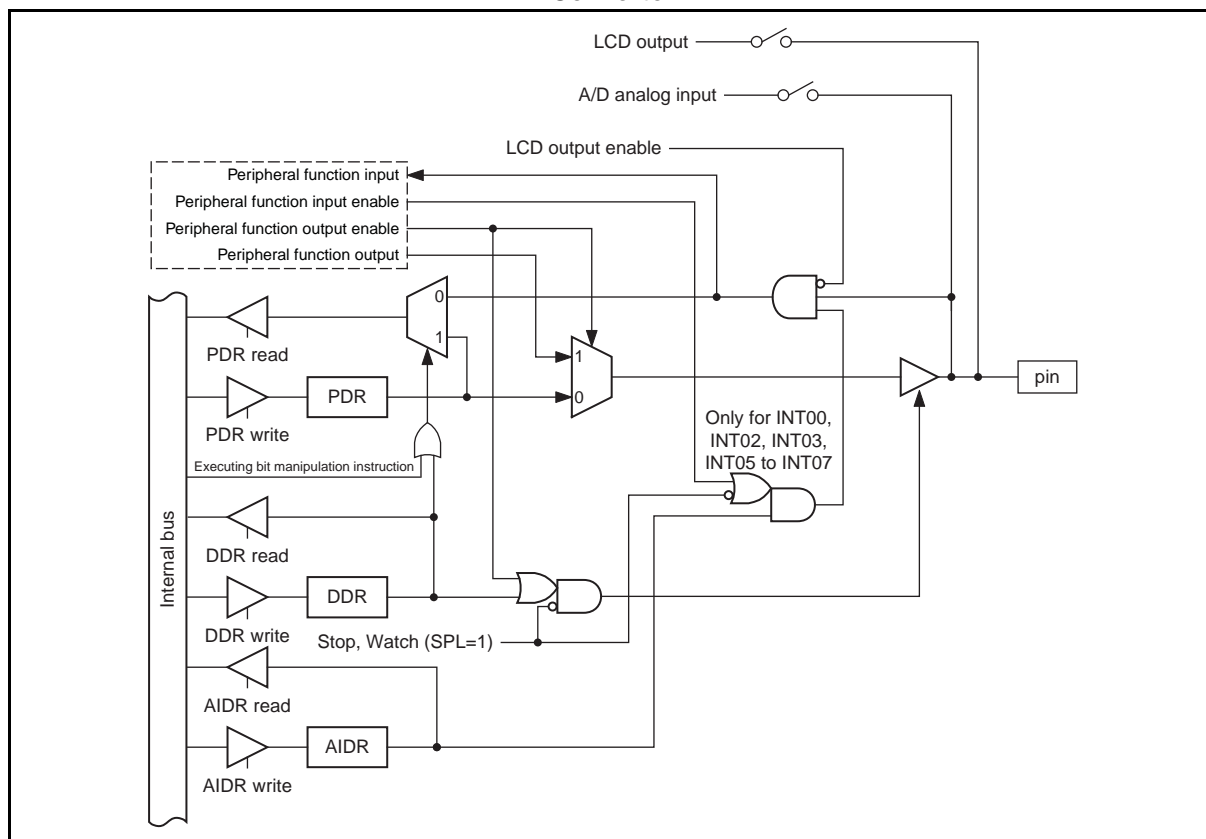 LCD output
A/D analog input
LCD output enable
Peripheral function input
Peripheral function input enable
Peripheral function output enable
Peripheral function output
0
1
PDR read
1
0
pin
PDR
PDR write
Only for INT00,
INT02, INT03,
INT05 to INT07
Executing bit manipulation instruction
Internal bus
DDR read
DDR
DDR write
Stop, Watch (SPL=1)
AIDR read
AIDR
AIDR write